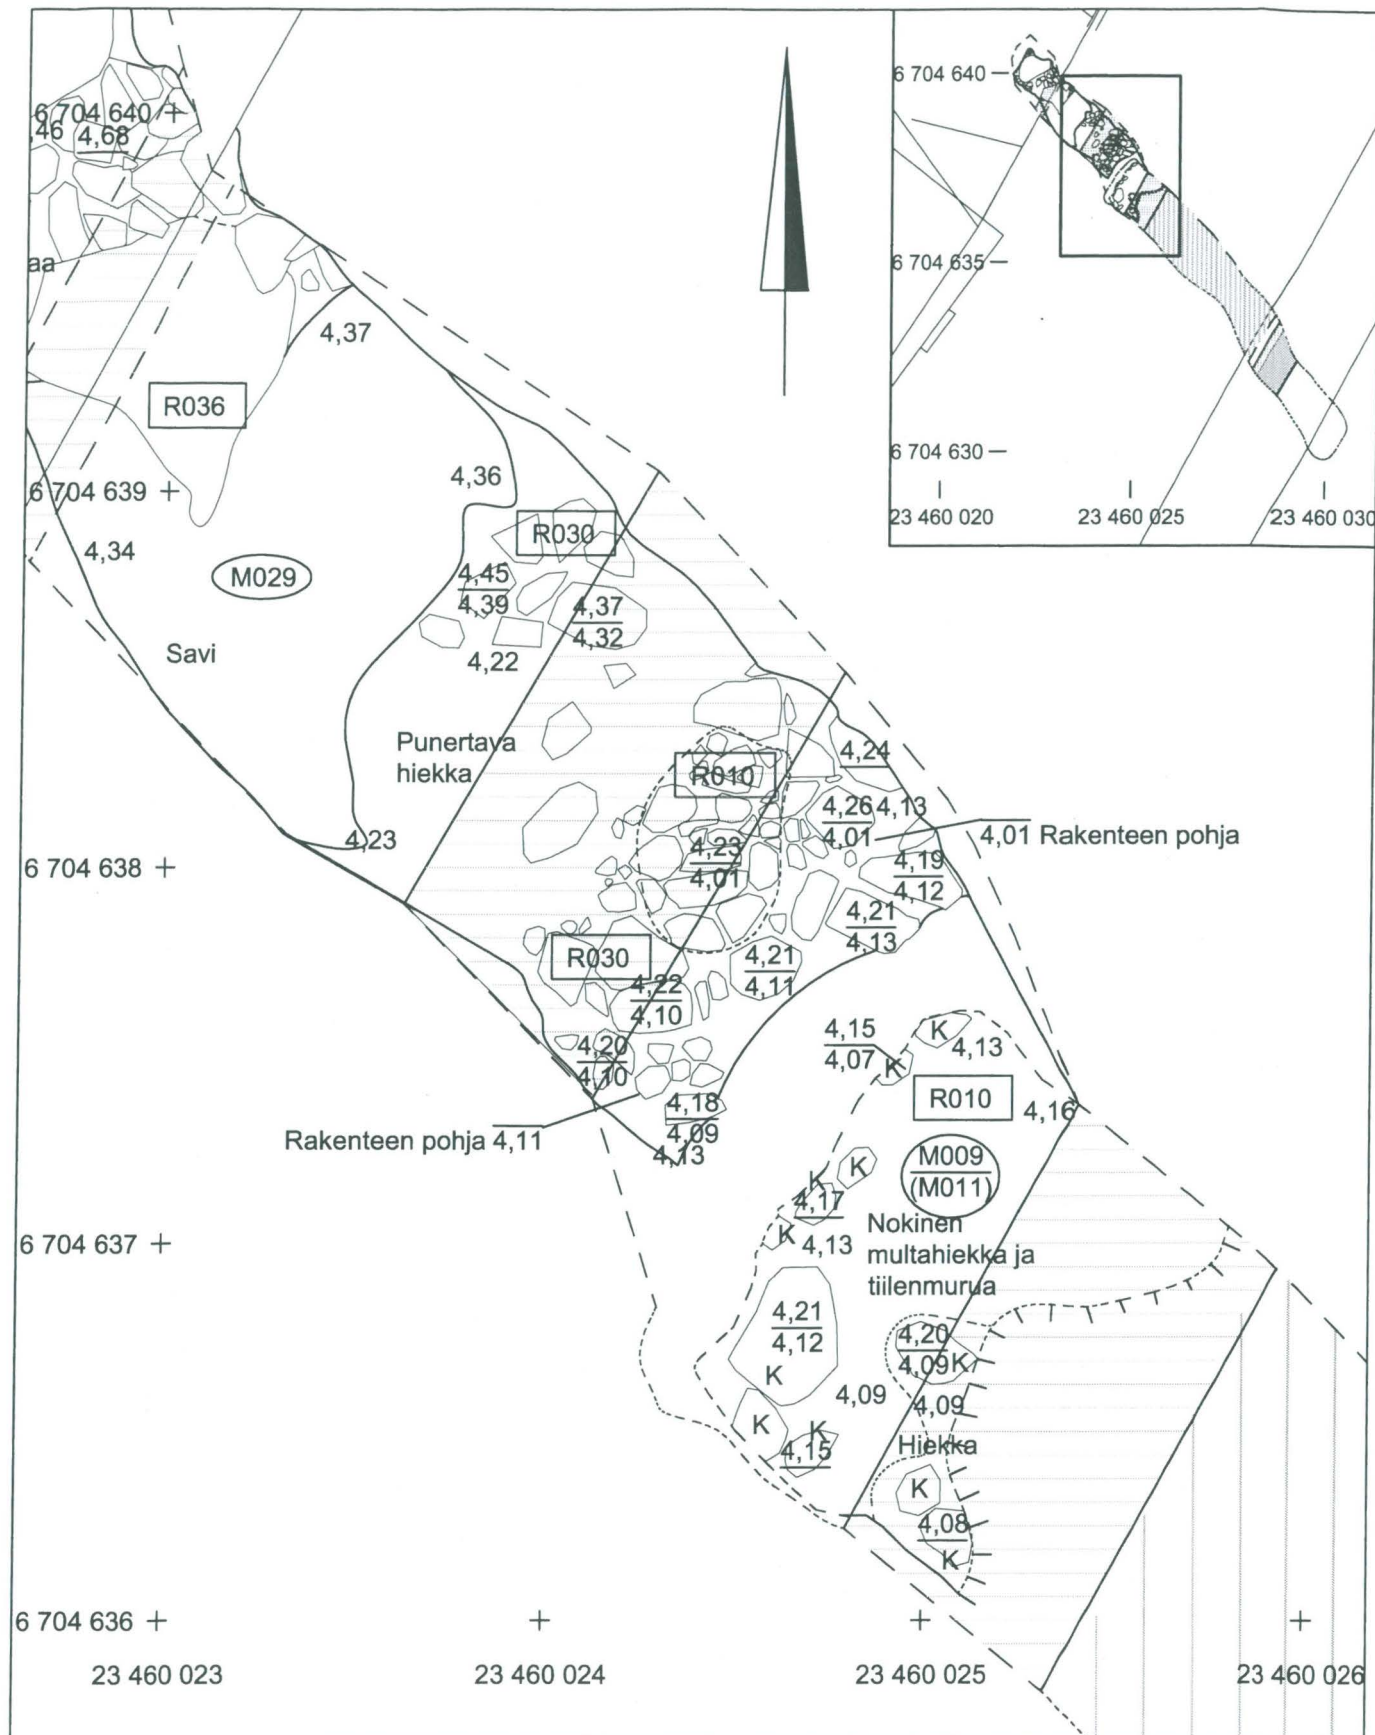 6 704 640
,46
4,68
aa
4,37
R036
4,36
6 704 639
4,34
M029
Savi
R030
4,45
4,39
4,37
4,32
4,22
Punertava
hiekka
R010
4,24
4,26
4,01
4,13
4,01 Rakenteen pohja
4,23
4,23
4,01
4,19
4,12
6 704 638
4,21
4,13
R030
4,21
4,11
4,22
4,10
4,20
4,10
4,15
4,07
K
K
4,13
R010
4,16
4,18
4,09
4,13
Rakenteen pohja 4,11
M009
(M011)
K
K
4,17
K
4,13
Nokinen
multahiekka ja
tiilenmurua
6 704 637
4,21
4,12
K
4,20
4,09
K
4,09
4,09
K
K
4,15
Hiekka
K
4,08
K
6 704 636
23 460 023
23 460 024
23 460 025
23 460 026
6 704 640
6 704 635
6 704 630
23 460 020
23 460 025
23 460 030